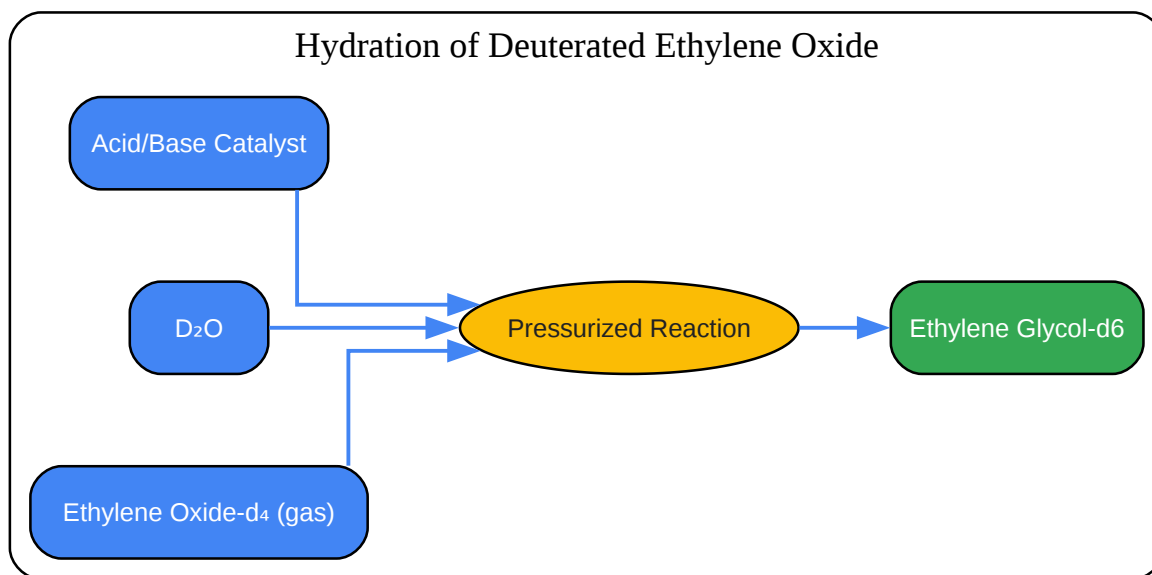 Hydration of Deuterated Ethylene Oxide
Acid/Base Catalyst
D₂O
Pressurized Reaction
Ethylene Glycol-d6
Ethylene Oxide-d₄ (gas)